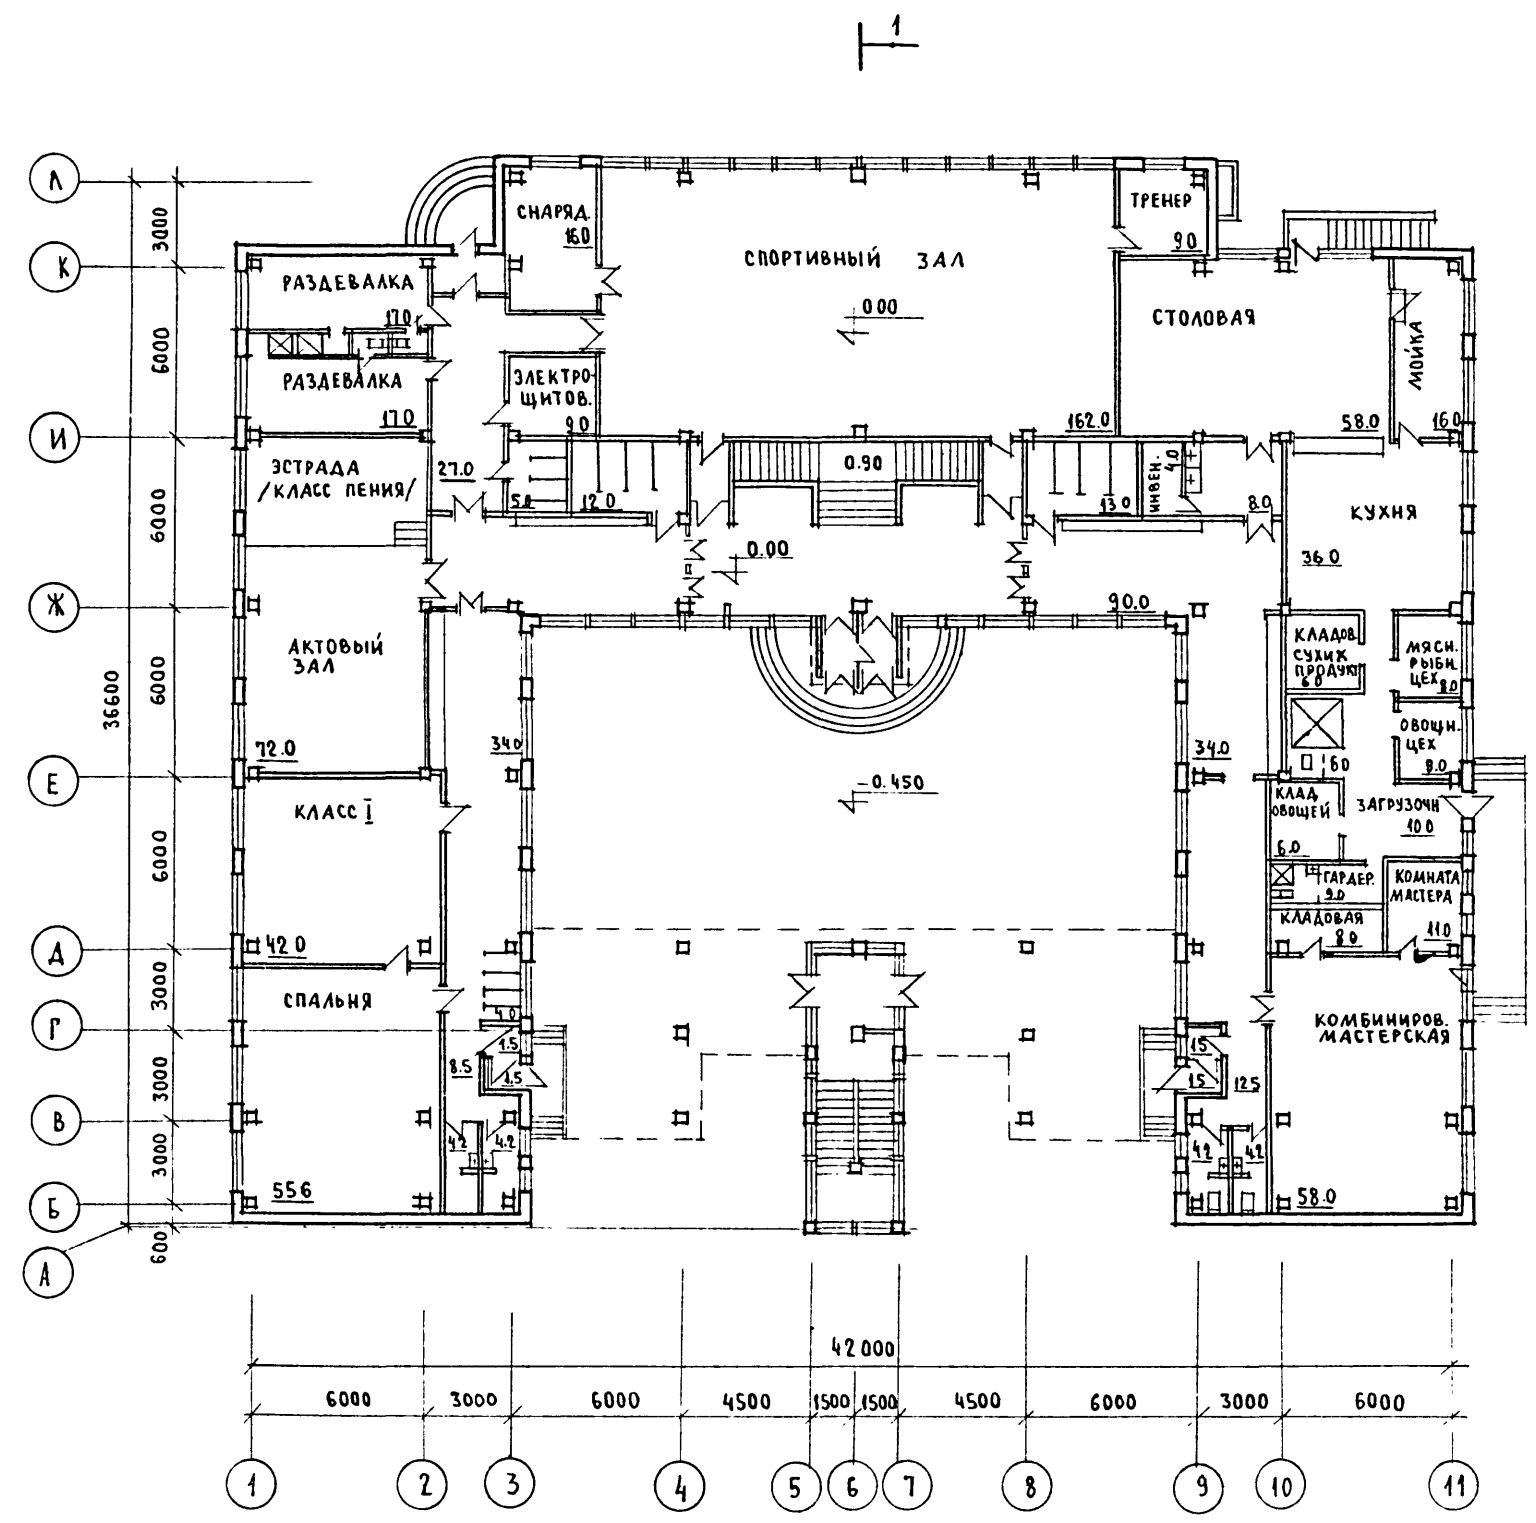 1
Л
К
И
Ж
Е
Д
Г
В
Б
А
3000
6000
6000
6000
6000
3000
3000
3000
600
36600
СНАРЯД.
16.0
ТРЕНЕР
9.0
СПОРТИВНЫЙ ЗАЛ
0.00
162.0
РАЗДЕВАЛКА
17.0
РАЗДЕВАЛКА
17.0
СТОЛОВАЯ
58.0
МОЙКА
16.0
ЭЛЕКТРО-
ЩИТОВ.
9.0
ЭСТРАДА
/КЛАСС ПЕНИЯ/
27.0
5.0
12.0
0.90
13.0
ИНВЕН.
4.0
8.0
КУХНЯ
36.0
0.00
90.0
АКТОВЫЙ
ЗАЛ
72.0
34.0
КЛАДОВ.
СУХИХ
ПРОДУКТ
6.0
МЯСН.
РЫБН.
ЦЕХ
8.0
ОВОЩН.
ЦЕХ
8.0
34.0
6.0
-0.450
КЛАСС I
42.0
КЛАД.
ОВОЩЕЙ
6.0
ЗАГРУЗОЧН
10.0
ГАРДЕР.
9.0
КОМНАТА
МАСТЕРА
11.0
КЛАДОВАЯ
8.0
СПАЛЬНЯ
55.6
4.0
1.5
1.5
8.5
4.2
4.2
КОМБИНИРОВ.
МАСТЕРСКАЯ
58.0
1.5
1.5
12.5
4.2
4.2
42000
6000
3000
6000
4500
1500
1500
4500
6000
3000
6000
1
2
3
4
5
6
7
8
9
10
11